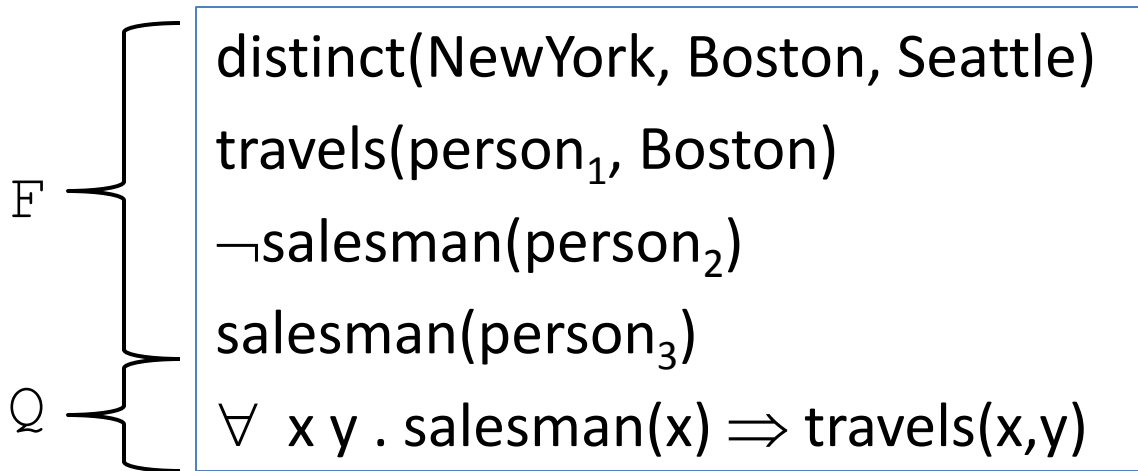 distinct(NewYork, Boston, Seattle)
travels(person₁, Boston)
F
¬salesman(person₂)
salesman(person₃)
Q
∀ x y . salesman(x) ⇒ travels(x,y)